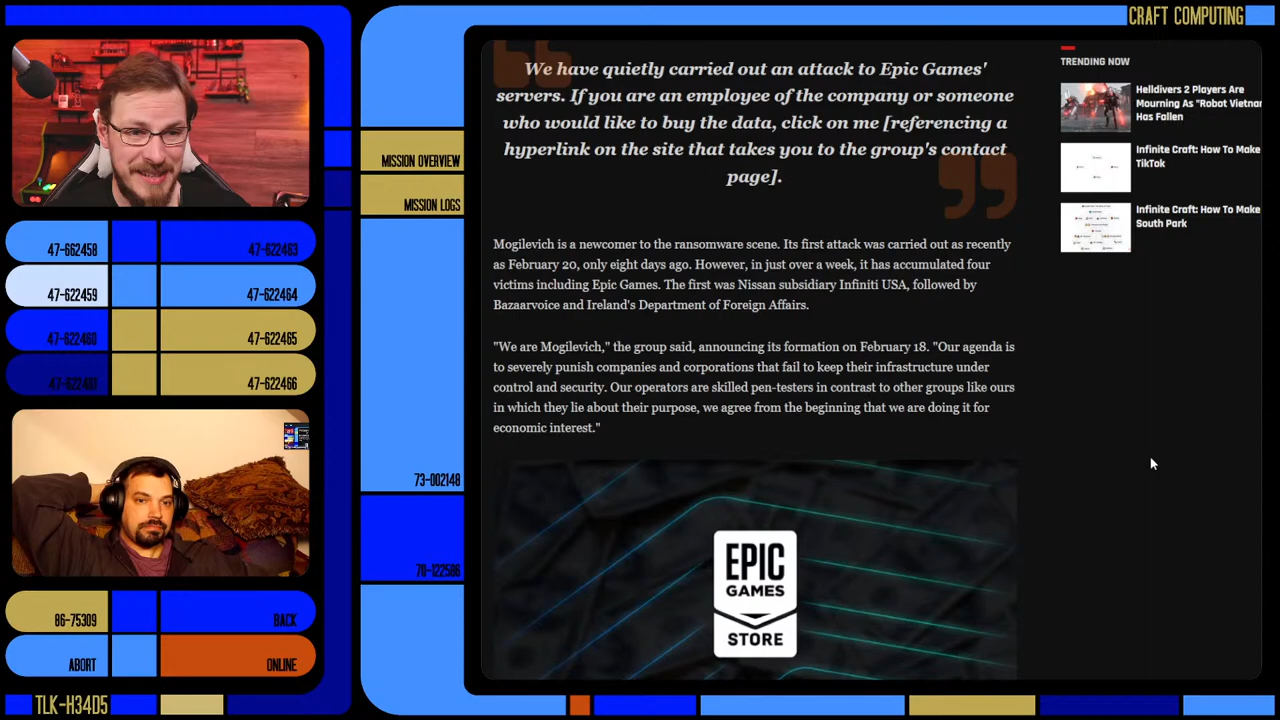 CRAFT COMPUTING
We have quietly carried out an attack to Epic Games'
servers. If you are an employee of the company or someone
who would like to buy the data, click on me [referencing a
hyperlink on the site that takes you to the group's contact
page].
Mogilevich is a newcomer to the ransomware scene. Its first attack was carried out as recently
as February 20, only eight days ago. However, in just over a week, it has accumulated four
victims including Epic Games. The first was Nissan subsidiary Infiniti USA, followed by
Bazaarvoice and Ireland's Department of Foreign Affairs.
"We are Mogilevich," the group said, announcing its formation on February 18. "Our agenda is
to severely punish companies and corporations that fail to keep their infrastructure under
control and security. Our operators are skilled pen-testers in contrast to other groups like ours
in which they lie about their purpose, we agree from the beginning that we are doing it for
economic interest."
EPIC
GAMES
STORE
TRENDING NOW
Helldivers 2 Players Are
Mourning As "Robot Vietna
Has Fallen
Infinite Craft: How To Make
TikTok
Infinite Craft: How To Make
South Park
MISSION OVERVIEW
MISSION LOGS
73-002148
70-122586
47-662458
47-622463
47-622459
47-622464
47-622460
47-622465
47-622466
86-75309
BACK
ABORT
ONLINE
TLK-H34D5